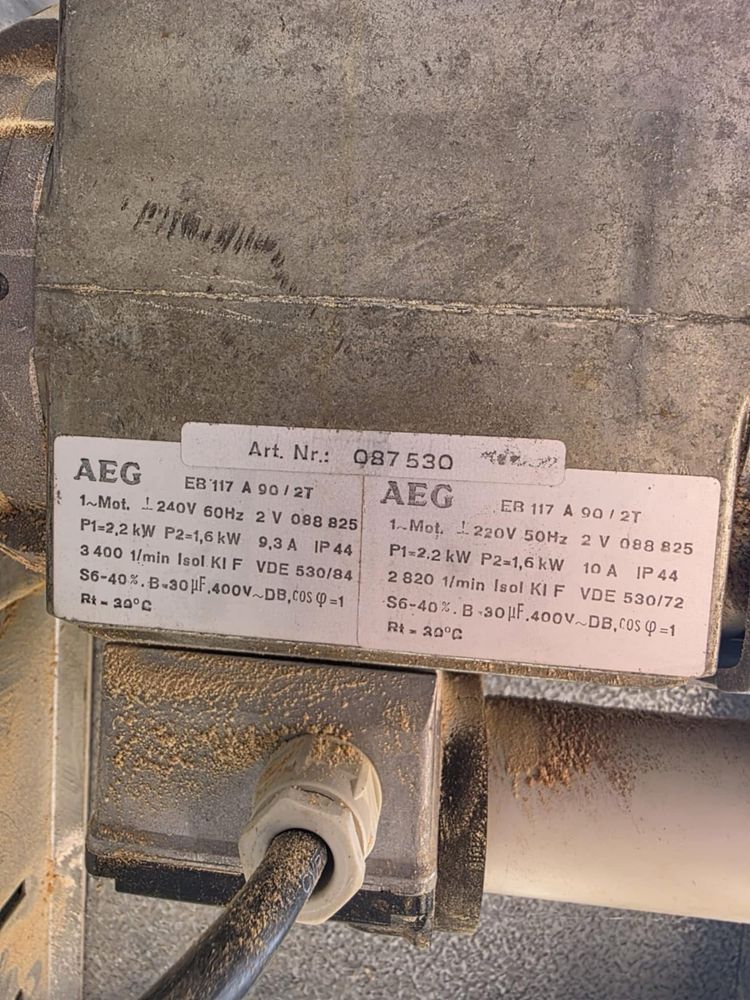 Art. Nr.: 087530
AEG
EB 117 A 90 / 2T
1~Mot. ⊥ 240V 60Hz 2 V 088 825
P1=2,2 kW P2=1,6 kW 9,3 A IP 44
3 400 1/min Isol Kl F VDE 530/84
S6-40%. B-30µF.400V~DB,cos φ=1
Rt - 30°C
AEG
EB 117 A 90 / 2T
1~Mot. ⊥ 220V 50Hz 2 V 088 825
P1=2,2 kW P2=1,6 kW 10 A IP 44
2 820 1/min Isol Kl F VDE 530/72
S6-40%. B-30µF.400V~DB,cos φ=1
Rt - 30°C